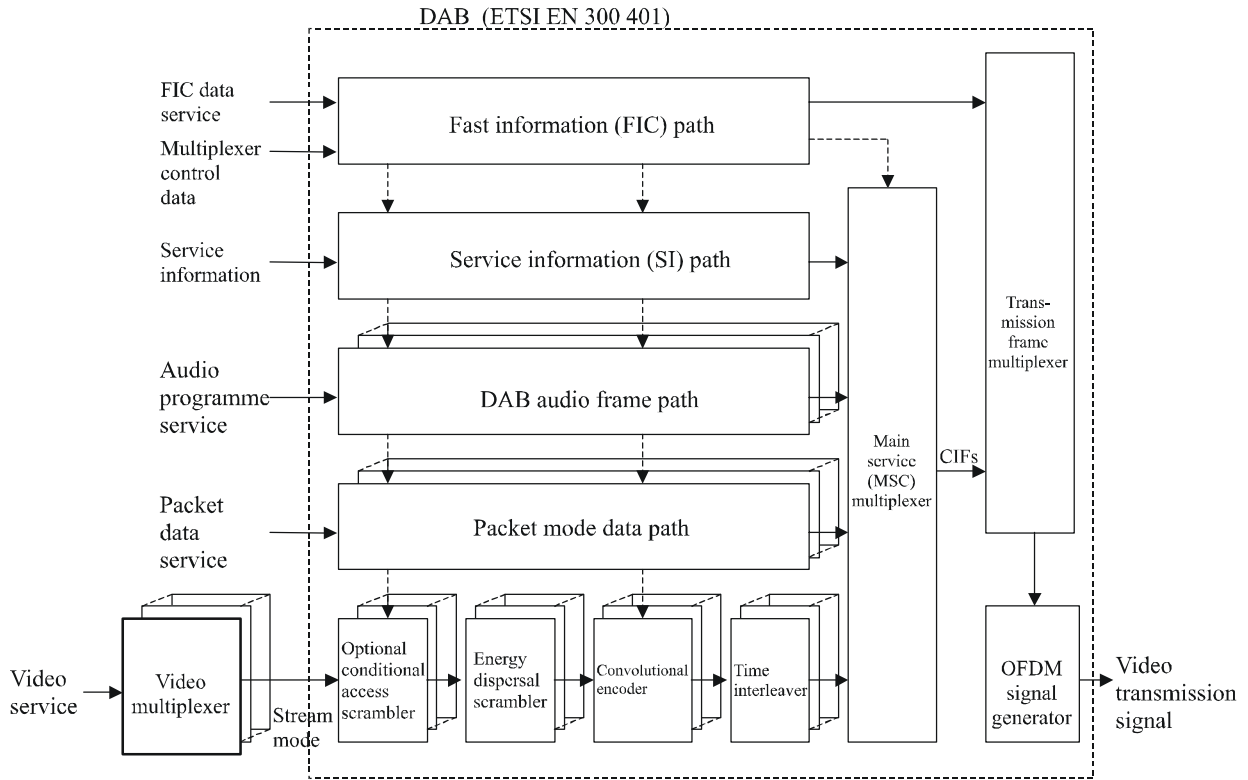 DAB (ETSI EN 300 401)
FIC data
service
Multiplexer
control
data
Fast information (FIC) path
Service
information
Service information (SI) path
Audio
programme
service
DAB audio frame path
Packet
data
service
Packet mode data path
Video
service
Video
multiplexer
Stream
mode
Optional
conditional
access
scrambler
Energy
dispersal
scrambler
Convolutional
encoder
Time
interleaver
Main
service
(MSC)
multiplexer
CIFs
Trans-
mission
frame
multiplexer
OFDM
signal
generator
Video
transmission
signal